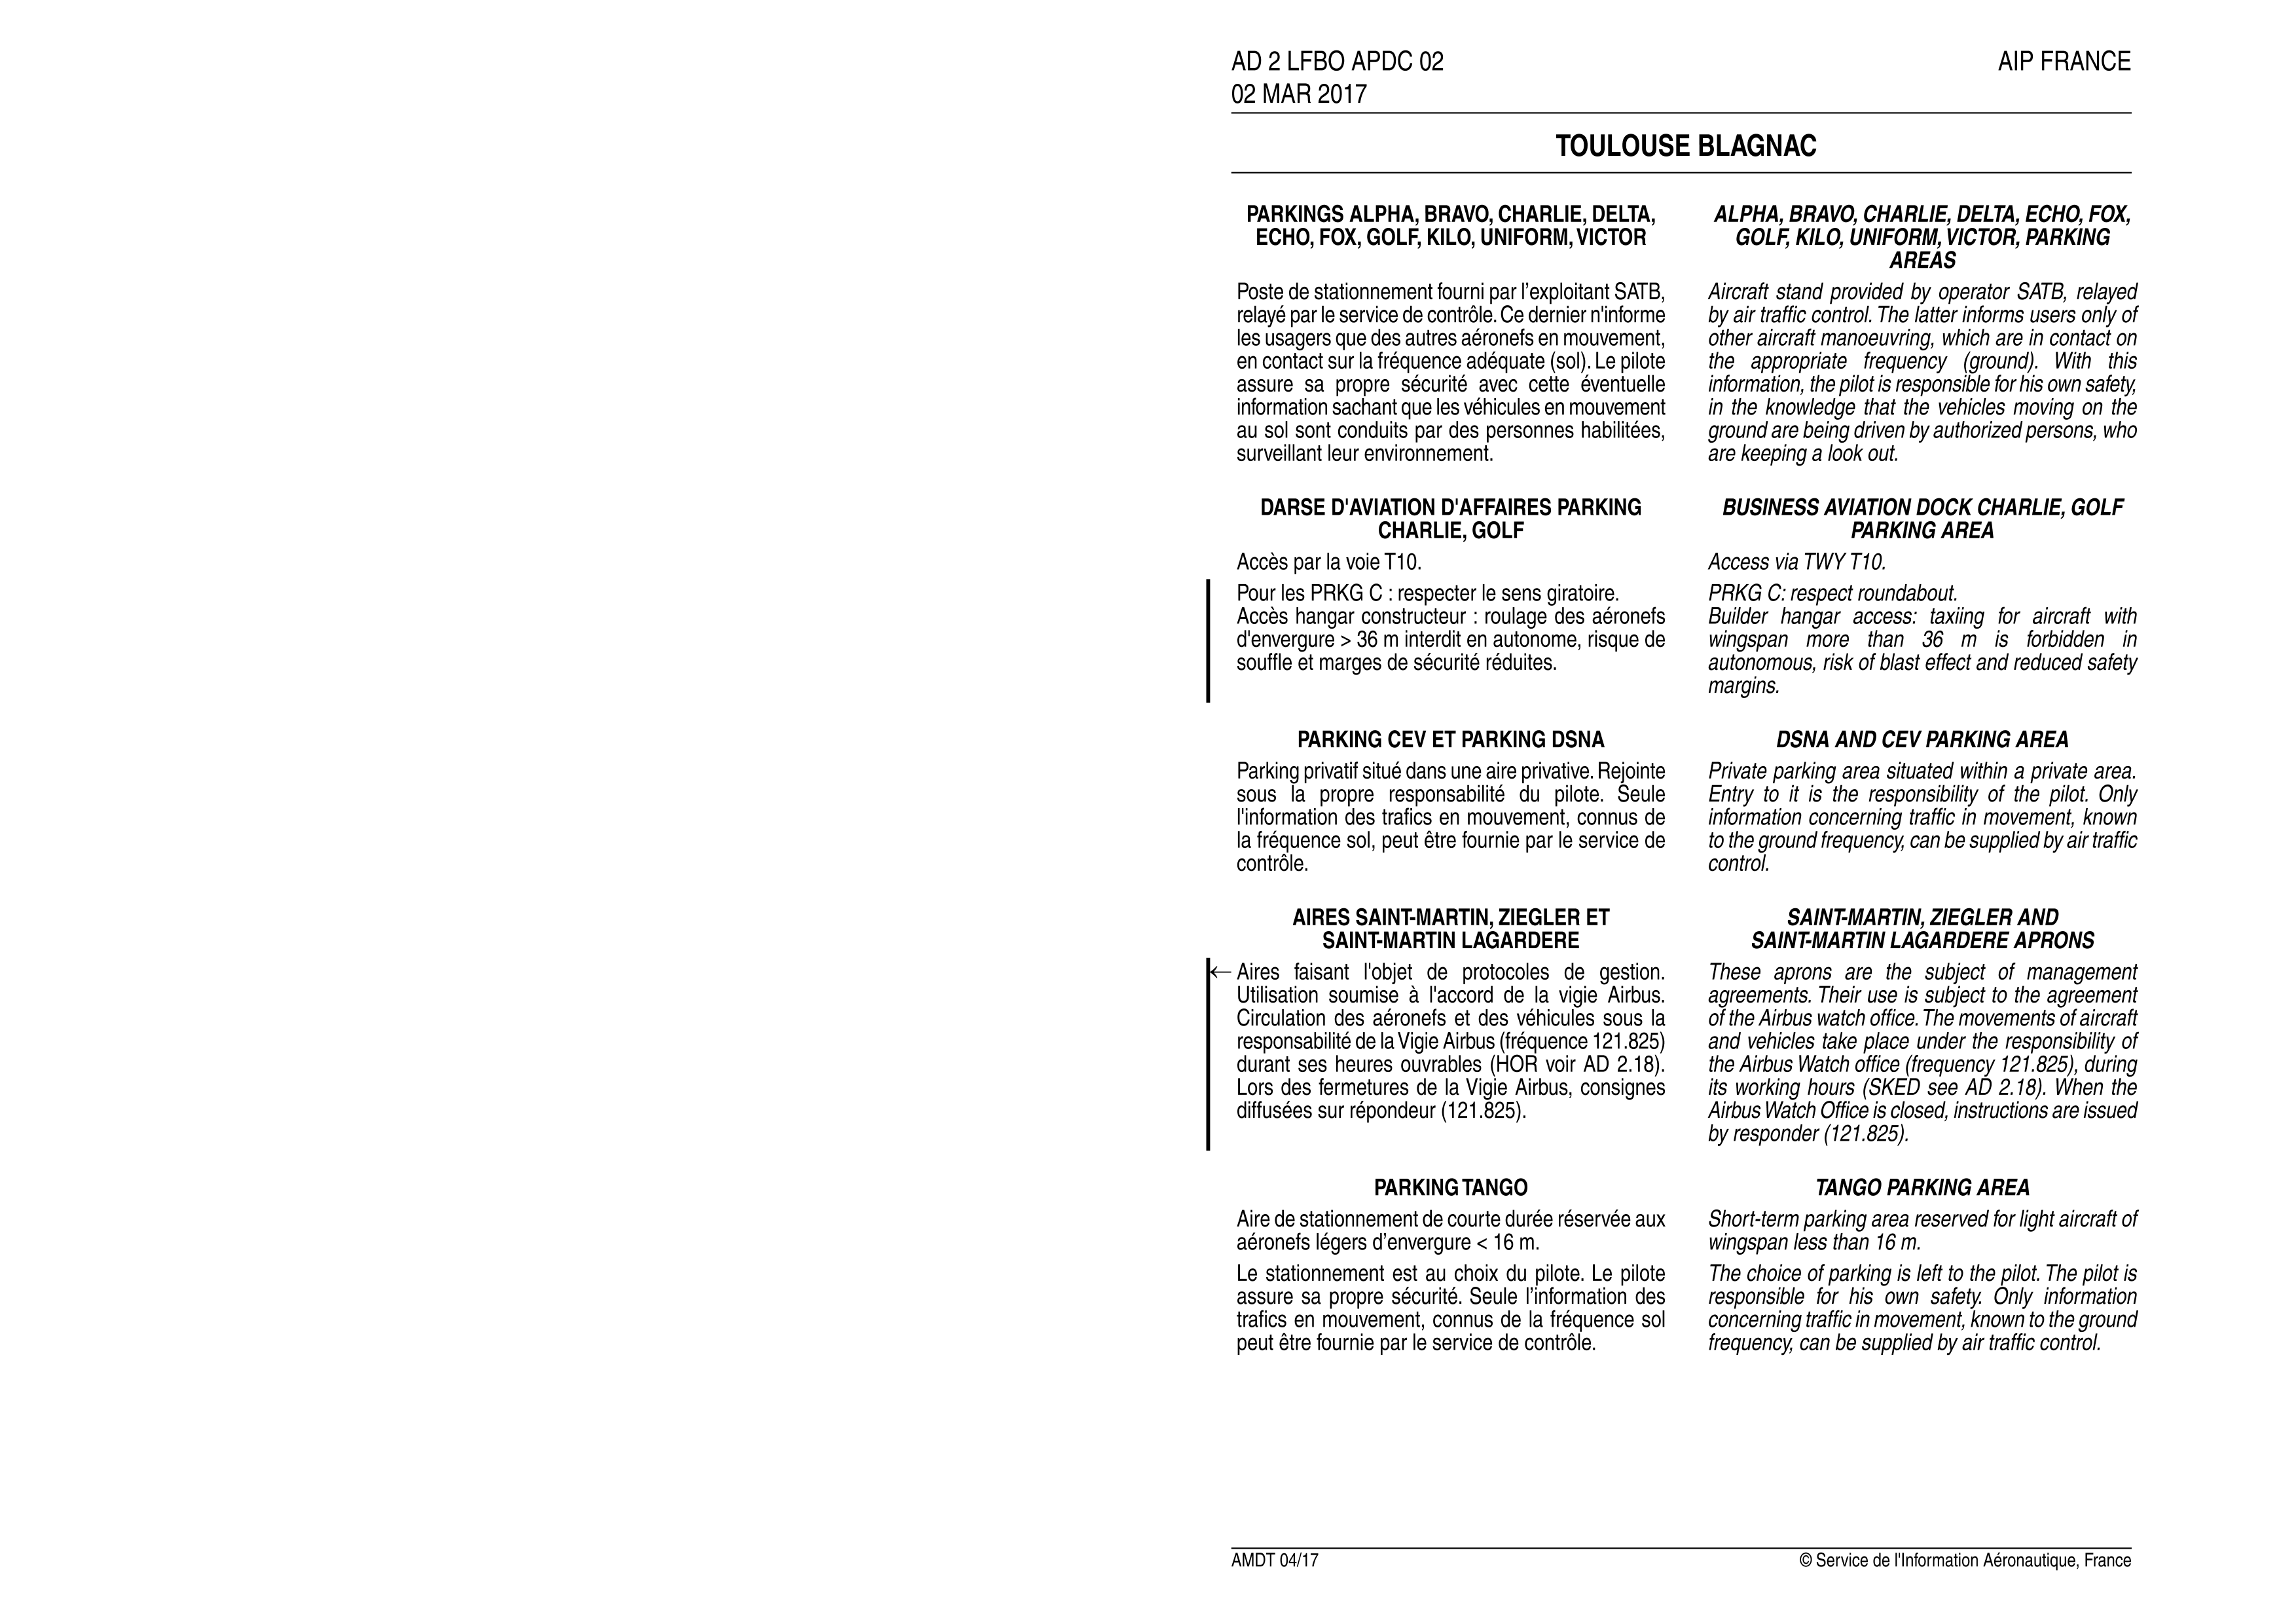 AD 2 LFBO APDC 02
AIP FRANCE
02 MAR 2017
TOULOUSE BLAGNAC
PARKINGS ALPHA, BRAVO, CHARLIE, DELTA,
ECHO, FOX, GOLF, KILO, UNIFORM, VICTOR
Poste de stationnement fourni par l’exploitant SATB,
relayé par le service de contrôle. Ce dernier n'informe
les usagers que des autres aéronefs en mouvement,
en contact sur la fréquence adéquate (sol). Le pilote
assure sa propre sécurité avec cette éventuelle
information sachant que les véhicules en mouvement
au sol sont conduits par des personnes habilitées,
surveillant leur environnement.
ALPHA, BRAVO, CHARLIE, DELTA, ECHO, FOX,
GOLF, KILO, UNIFORM, VICTOR, PARKING
AREAS
Aircraft stand provided by operator SATB, relayed
by air traffic control. The latter informs users only of
other aircraft manoeuvring, which are in contact on
the appropriate frequency (ground). With this
information, the pilot is responsible for his own safety,
in the knowledge that the vehicles moving on the
ground are being driven by authorized persons, who
are keeping a look out.
DARSE D'AVIATION D'AFFAIRES PARKING
CHARLIE, GOLF
Accès par la voie T10.
Pour les PRKG C : respecter le sens giratoire.
Accès hangar constructeur : roulage des aéronefs
d'envergure > 36 m interdit en autonome, risque de
souffle et marges de sécurité réduites.
BUSINESS AVIATION DOCK CHARLIE, GOLF
PARKING AREA
Access via TWY T10.
PRKG C: respect roundabout.
Builder hangar access: taxiing for aircraft with
wingspan more than 36 m is forbidden in
autonomous, risk of blast effect and reduced safety
margins.
PARKING CEV ET PARKING DSNA
Parking privatif situé dans une aire privative. Rejointe
sous la propre responsabilité du pilote. Seule
l'information des trafics en mouvement, connus de
la fréquence sol, peut être fournie par le service de
contrôle.
DSNA AND CEV PARKING AREA
Private parking area situated within a private area.
Entry to it is the responsibility of the pilot. Only
information concerning traffic in movement, known
to the ground frequency, can be supplied by air traffic
control.
AIRES SAINT-MARTIN, ZIEGLER ET
SAINT-MARTIN LAGARDERE
← Aires faisant l'objet de protocoles de gestion.
Utilisation soumise à l'accord de la vigie Airbus.
Circulation des aéronefs et des véhicules sous la
responsabilité de la Vigie Airbus (fréquence 121.825)
durant ses heures ouvrables (HOR voir AD 2.18).
Lors des fermetures de la Vigie Airbus, consignes
diffusées sur répondeur (121.825).
SAINT-MARTIN, ZIEGLER AND
SAINT-MARTIN LAGARDERE APRONS
These aprons are the subject of management
agreements. Their use is subject to the agreement
of the Airbus watch office. The movements of aircraft
and vehicles take place under the responsibility of
the Airbus Watch office (frequency 121.825), during
its working hours (SKED see AD 2.18). When the
Airbus Watch Office is closed, instructions are issued
by responder (121.825).
PARKING TANGO
Aire de stationnement de courte durée réservée aux
aéronefs légers d’envergure < 16 m.
Le stationnement est au choix du pilote. Le pilote
assure sa propre sécurité. Seule l’information des
trafics en mouvement, connus de la fréquence sol
peut être fournie par le service de contrôle.
TANGO PARKING AREA
Short-term parking area reserved for light aircraft of
wingspan less than 16 m.
The choice of parking is left to the pilot. The pilot is
responsible for his own safety. Only information
concerning traffic in movement, known to the ground
frequency, can be supplied by air traffic control.
AMDT 04/17
© Service de l'Information Aéronautique, France